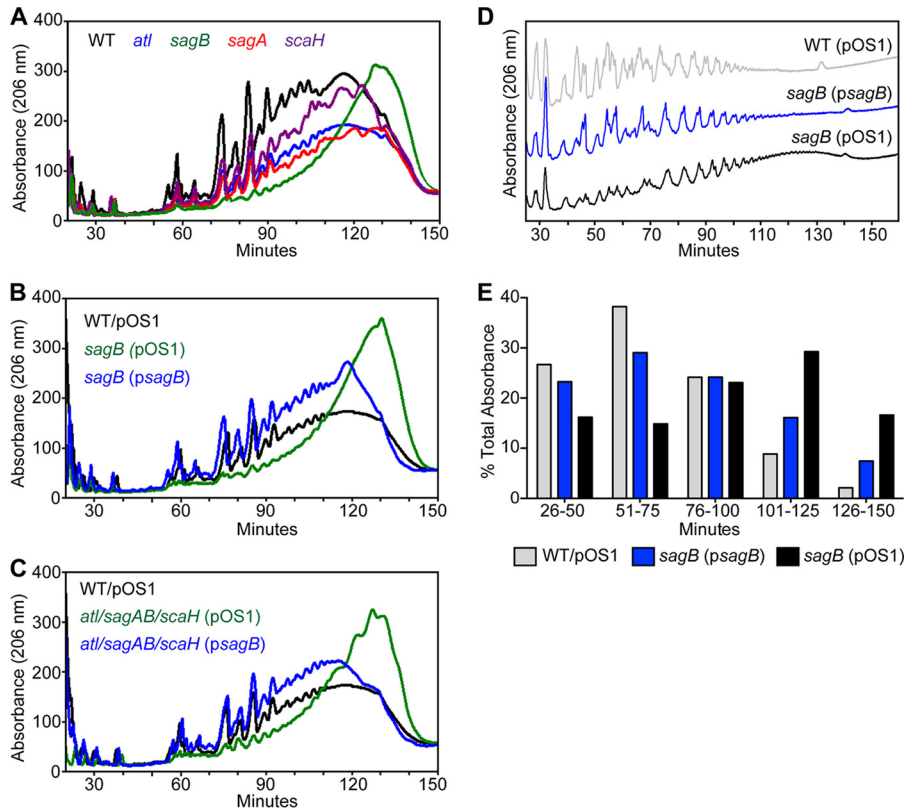 A
WT atl sagB sagA scaH
Absorbance (206 nm)
400
300
200
100
0
30 60 90 120 150
Minutes
B
WT/pOS1
sagB (pOS1)
sagB (psagB)
Absorbance (206 nm)
400
300
200
100
0
30 60 90 120 150
Minutes
C
WT/pOS1
atl/sagAB/scaH (pOS1)
atl/sagAB/scaH (psagB)
Absorbance (206 nm)
400
300
200
100
0
30 60 90 120 150
Minutes
D
WT (pOS1)
sagB (psagB)
sagB (pOS1)
Absorbance (206 nm)
30 50 70 90 110 130 150
Minutes
E
% Total Absorbance
40
30
20
10
0
26-50 51-75 76-100 101-125 126-150
Minutes
WT/pOS1 sagB (psagB) sagB (pOS1)